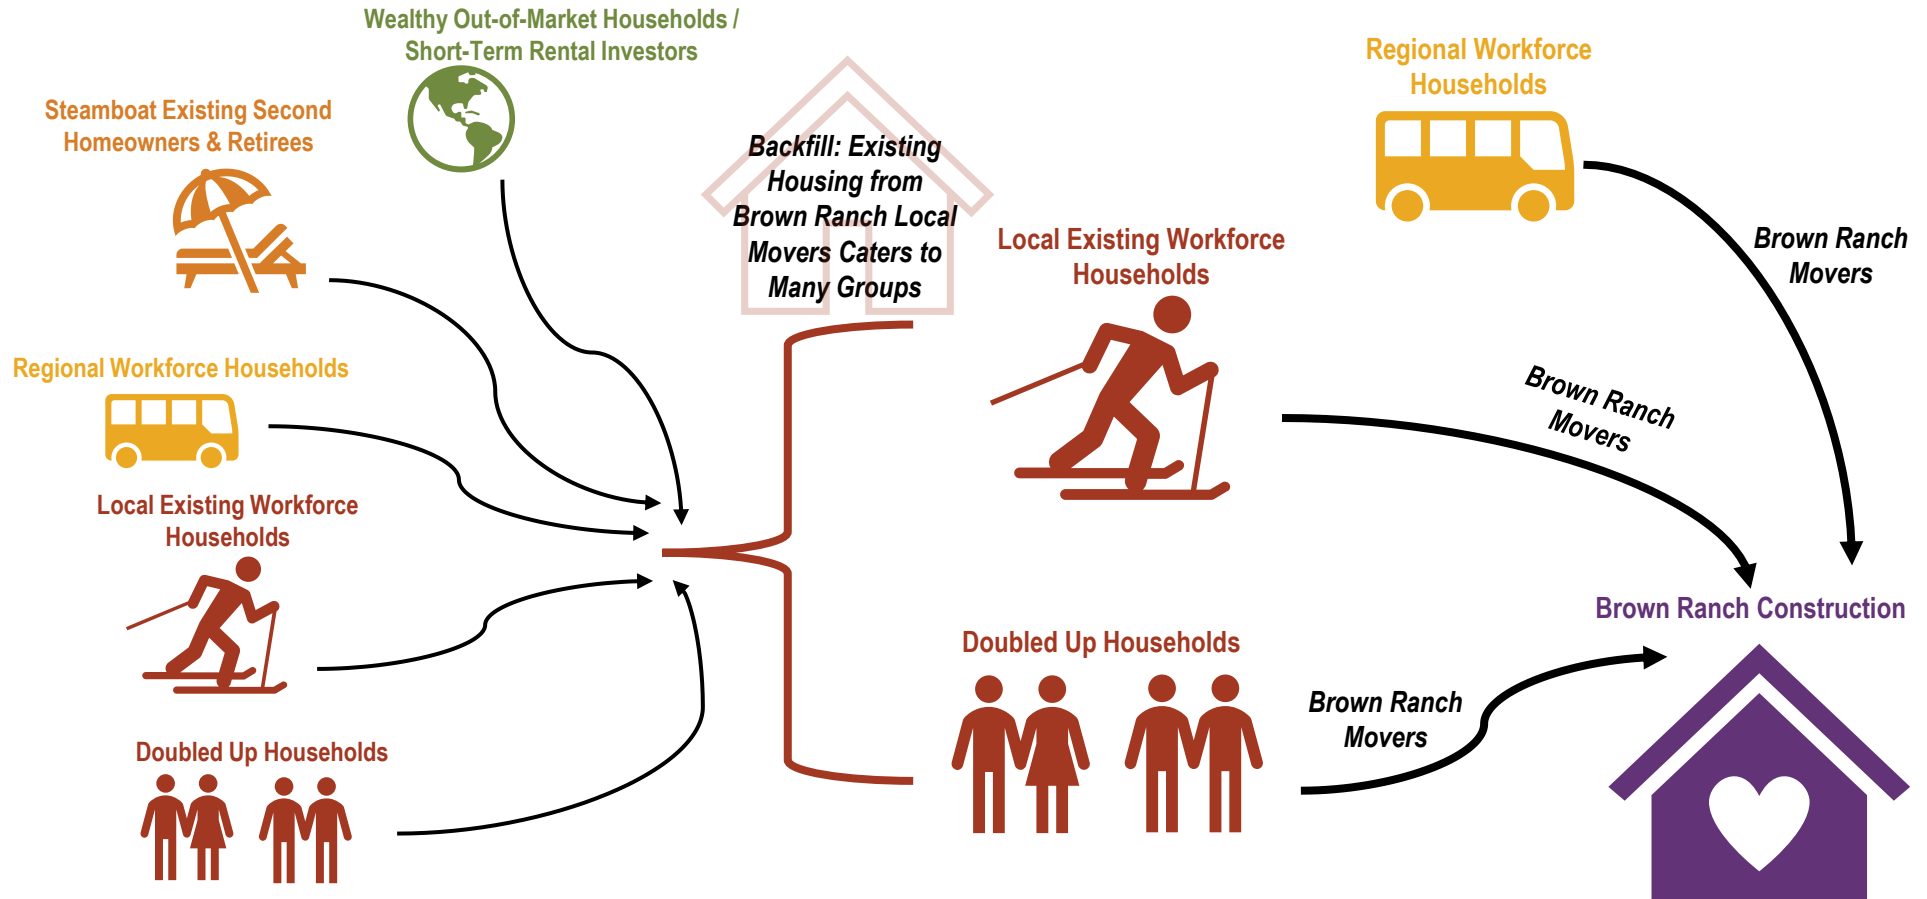 Wealthy Out-of-Market Households /
Short-Term Rental Investors
Steamboat Existing Second
Homeowners & Retirees
Regional Workforce Households
Local Existing Workforce
Households
Doubled Up Households
Backfill: Existing
Housing from
Brown Ranch Local
Movers Caters to
Many Groups
Local Existing Workforce
Households
Doubled Up Households
Regional Workforce
Households
Brown Ranch
Movers
Brown Ranch
Movers
Brown Ranch
Movers
Brown Ranch Construction